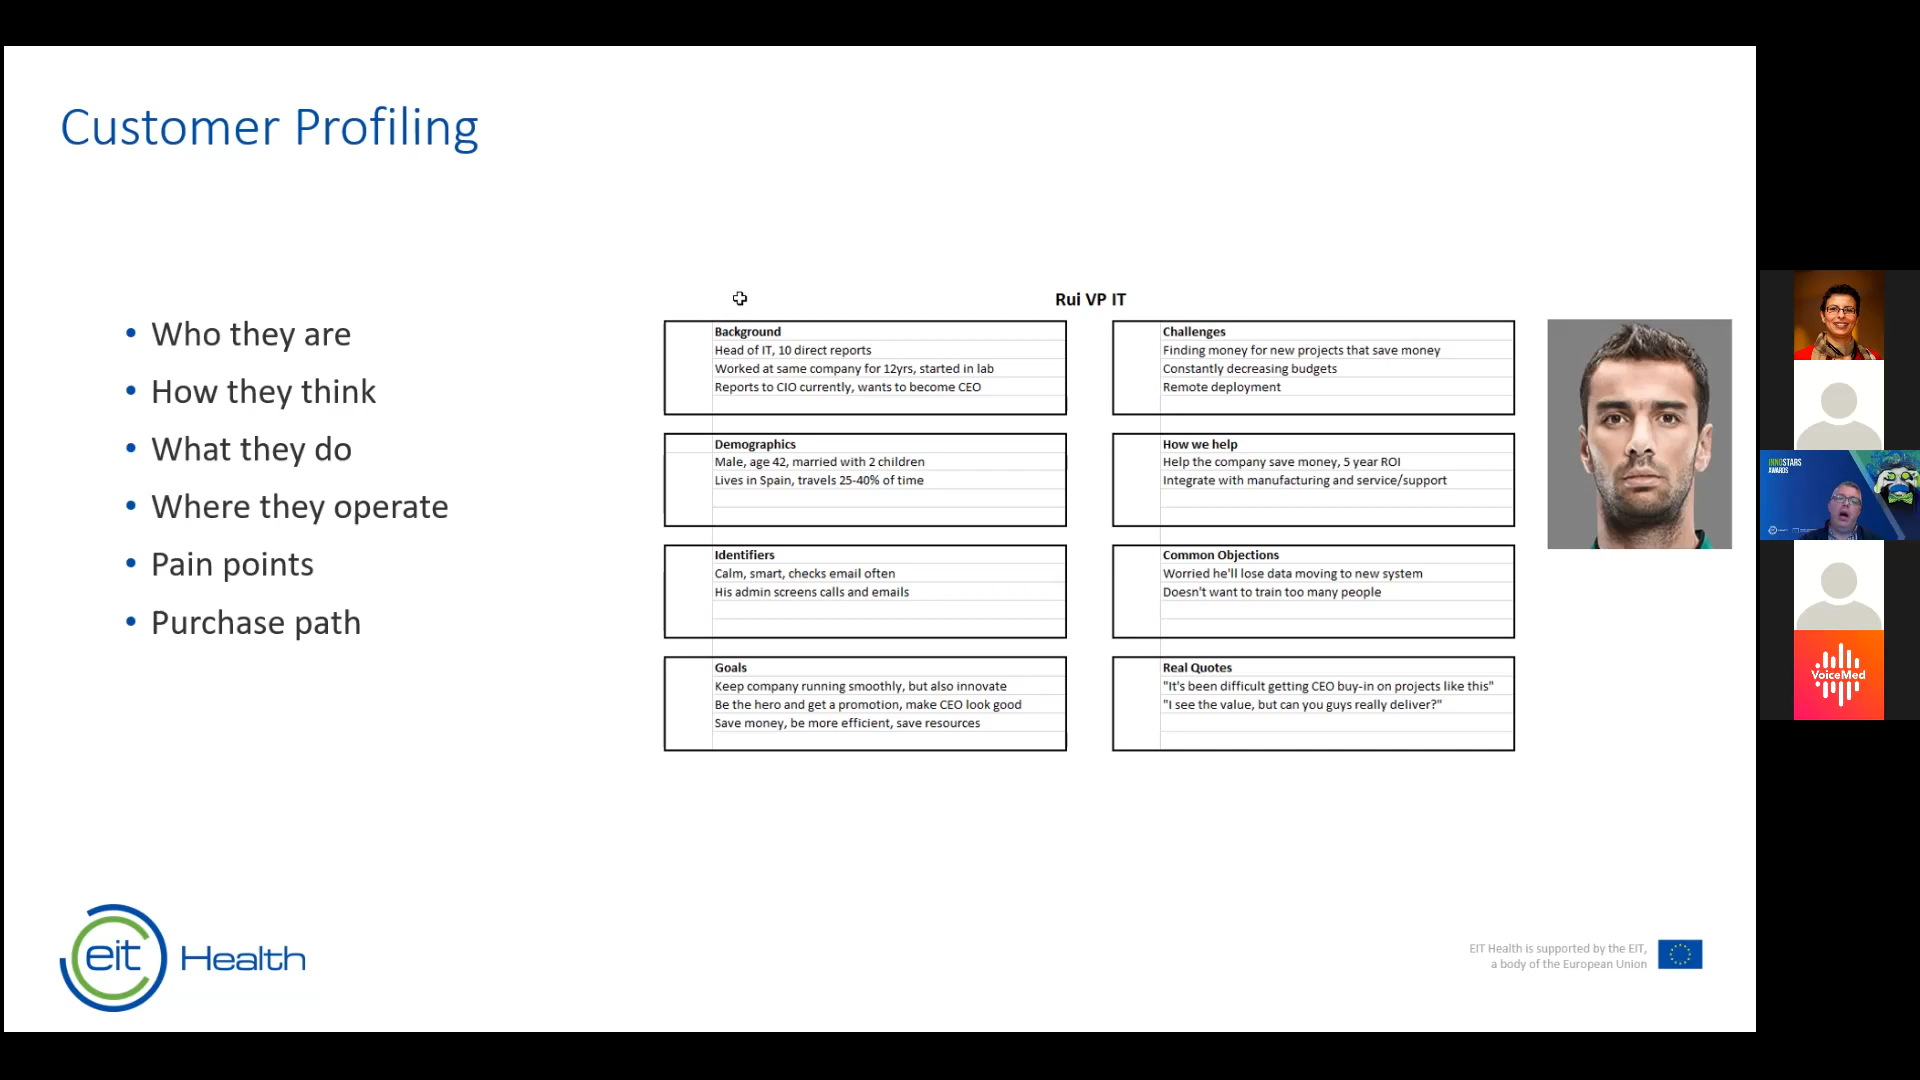 Customer Profiling
• Who they are
• How they think
• What they do
• Where they operate
• Pain points
• Purchase path
Rui VP IT
Background
Head of IT, 10 direct reports
Worked at same company for 12yrs, started in lab
Reports to CIO currently, wants to become CEO
Demographics
Male, age 42, married with 2 children
Lives in Spain, travels 25-40% of time
Identifiers
Calm, smart, checks email often
His admin screens calls and emails
Goals
Keep company running smoothly, but also innovate
Be the hero and get a promotion, make CEO look good
Save money, be more efficient, save resources
Challenges
Finding money for new projects that save money
Constantly decreasing budgets
Remote deployment
How we help
Help the company save money, 5 year ROI
Integrate with manufacturing and service/support
Common Objections
Worried he'll lose data moving to new system
Doesn't want to train too many people
Real Quotes
"It's been difficult getting CEO buy-in on projects like this"
"I see the value, but can you guys really deliver?"
INNOSTARS
AWARDS
VoiceMed
eit Health
EIT Health is supported by the EIT,
a body of the European Union